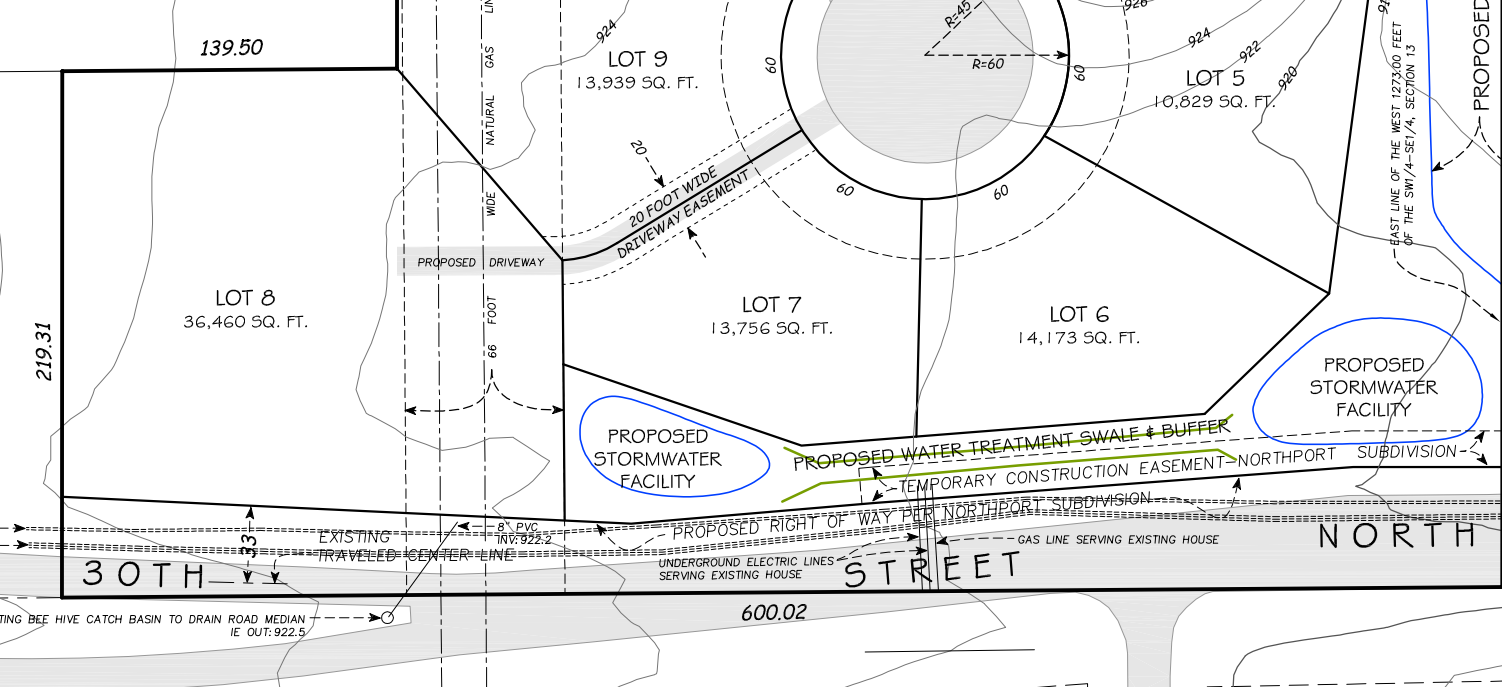 139.50
LOT 9
13,939 SQ. FT.
924
60
R=45
R=60
60
60
60
926
924
922
920
LOT 5
10,829 SQ. FT.
EAST LINE OF THE WEST 1273.00 FEET
OF THE SW1/4-SE1/4, SECTION 13
PROPOSED
66 FOOT WIDE NATURAL GAS
20
20 FOOT WIDE
DRIVEWAY EASEMENT
PROPOSED DRIVEWAY
LOT 8
36,460 SQ. FT.
219.31
LOT 7
13,756 SQ. FT.
LOT 6
14,173 SQ. FT.
PROPOSED
STORMWATER
FACILITY
PROPOSED
STORMWATER
FACILITY
PROPOSED WATER TREATMENT SWALE & BUFFER
TEMPORARY CONSTRUCTION EASEMENT-NORTHPORT SUBDIVISION
PROPOSED RIGHT OF WAY PER NORTHPORT SUBDIVISION
8" PVC
INV:922.2
EXISTING
TRAVELED CENTER LINE
33
30TH STREET NORTH
UNDERGROUND ELECTRIC LINES
SERVING EXISTING HOUSE
GAS LINE SERVING EXISTING HOUSE
600.02
TING BEE HIVE CATCH BASIN TO DRAIN ROAD MEDIAN
IE OUT:922.5